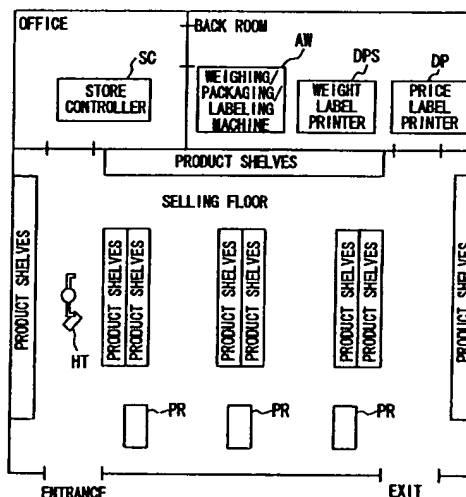 OFFICE
BACK ROOM
AW
SC
DPS
DP
STORE
CONTROLLER
WEIGHING/
PACKAGING/
LABELING
MACHINE
WEIGHT
LABEL
PRINTER
PRICE LABEL
PRINTER
PRODUCT SHELVES
SELLING FLOOR
PRODUCT SHELVES
PRODUCT SHELVES
PRODUCT SHELVES
PRODUCT SHELVES
PRODUCT SHELVES
PRODUCT SHELVES
PRODUCT SHELVES
PRODUCT SHELVES
HT
PR
PR
PR
ENTRANCE
EXIT